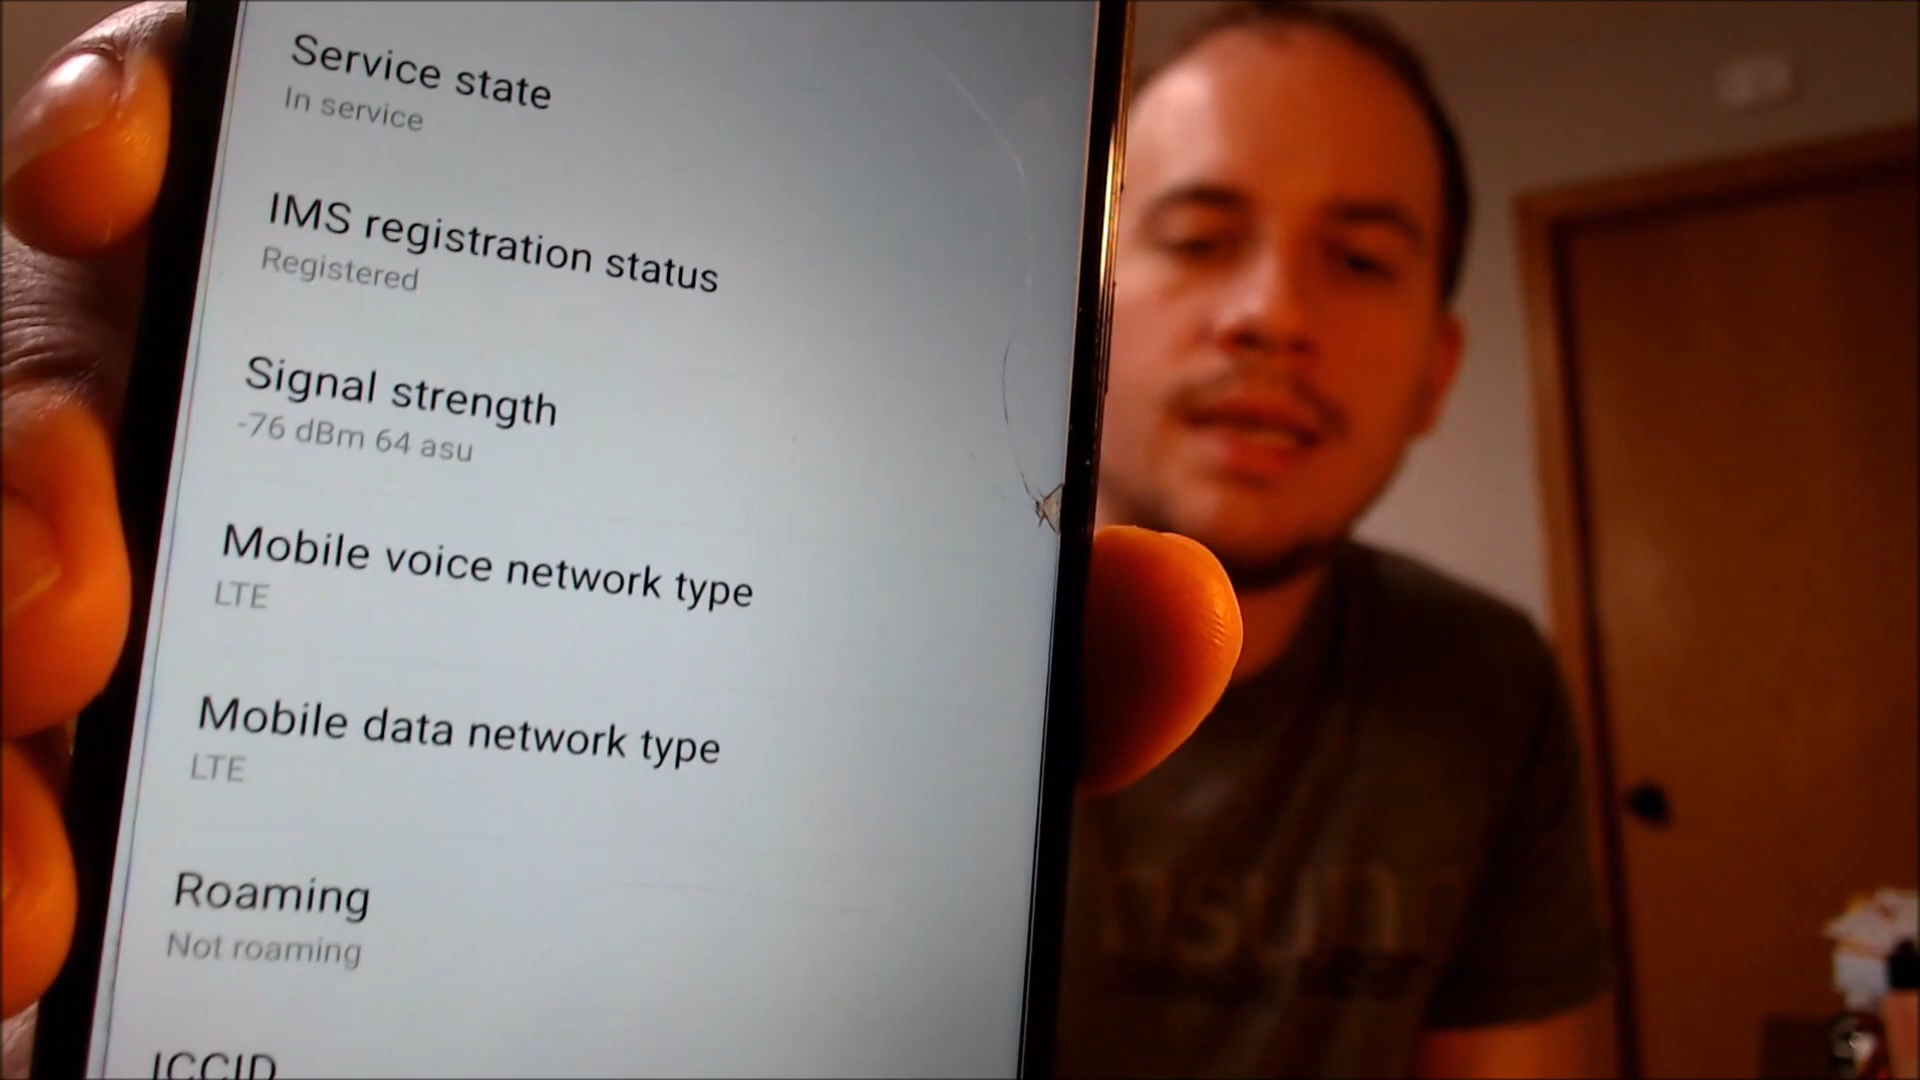 Service state
In service
IMS registration status
Registered
Signal strength
-76 dBm 64 asu
Mobile voice network type
LTE
Mobile data network type
LTE
Roaming
Not roaming
ICCID